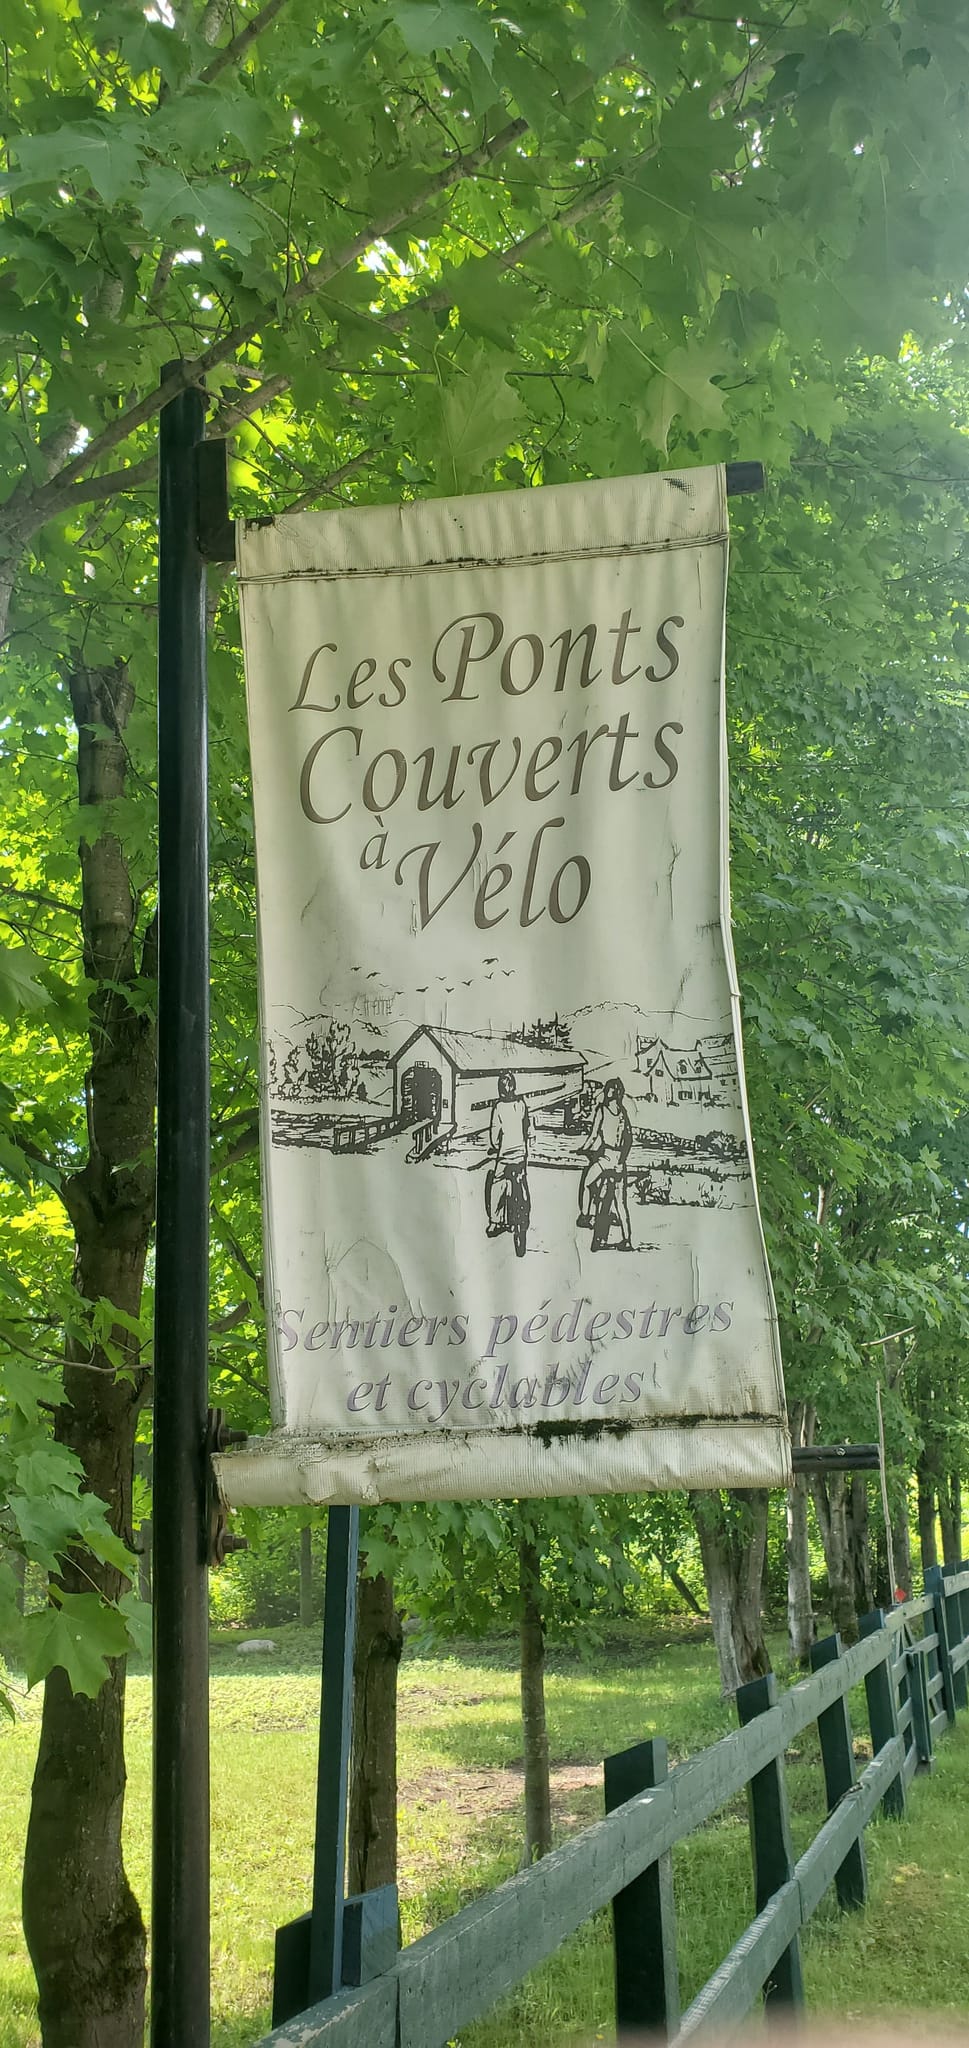 Les Ponts
Couverts
à Vélo
Sentiers pédestres
et cyclables